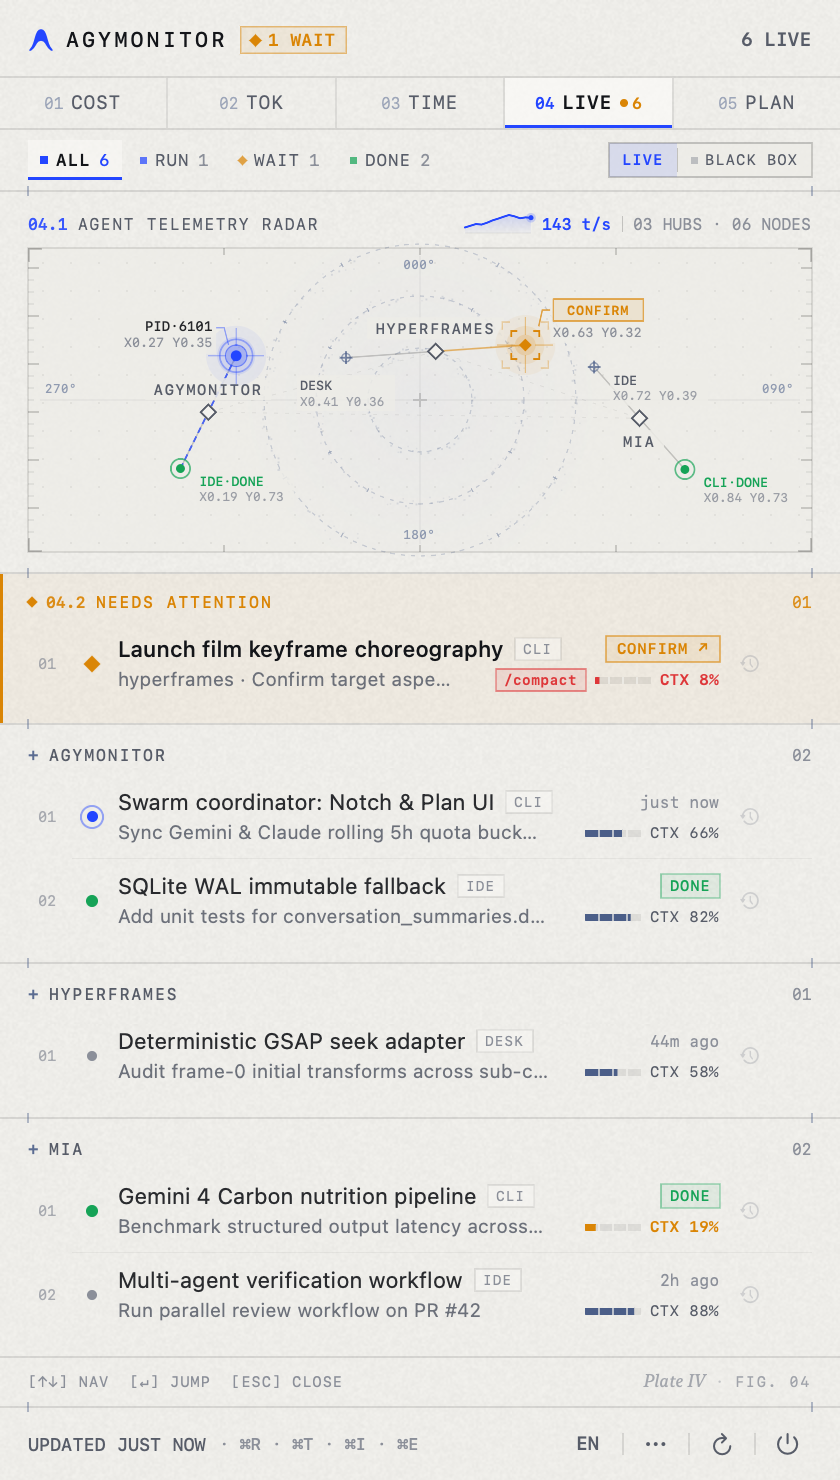 AGYMONITOR 1 WAIT 6 LIVE
01 COST 02 TOK 03 TIME 04 LIVE 6 05 PLAN
ALL 6 RUN 1 WAIT 1 DONE 2 LIVE BLACK BOX
04.1 AGENT TELEMETRY RADAR 143 t/s 03 HUBS · 06 NODES
000°
CONFIRM
PID·6101 HYPERFRAMES X0.63 Y0.32
X0.27 Y0.35
270° AGYMONITOR DESK IDE 090°
X0.41 Y0.36 X0.72 Y0.39
MIA
IDE·DONE CLI·DONE
X0.19 Y0.73 X0.84 Y0.73
180°
04.2 NEEDS ATTENTION 01
01 Launch film keyframe choreography CLI CONFIRM ↗
hyperframes · Confirm target aspe... /compact CTX 8%
+ AGYMONITOR 02
01 Swarm coordinator: Notch & Plan UI CLI just now
Sync Gemini & Claude rolling 5h quota buck... CTX 66%
02 SQLite WAL immutable fallback IDE DONE
Add unit tests for conversation_summaries.d... CTX 82%
+ HYPERFRAMES 01
01 Deterministic GSAP seek adapter DESK 44m ago
Audit frame-0 initial transforms across sub-c... CTX 58%
+ MIA 02
01 Gemini 4 Carbon nutrition pipeline CLI DONE
Benchmark structured output latency across... CTX 19%
02 Multi-agent verification workflow IDE 2h ago
Run parallel review workflow on PR #42 CTX 88%
[↑↓] NAV [↵] JUMP [ESC] CLOSE Plate IV · FIG. 04
UPDATED JUST NOW · ⌘R · ⌘T · ⌘I · ⌘E EN